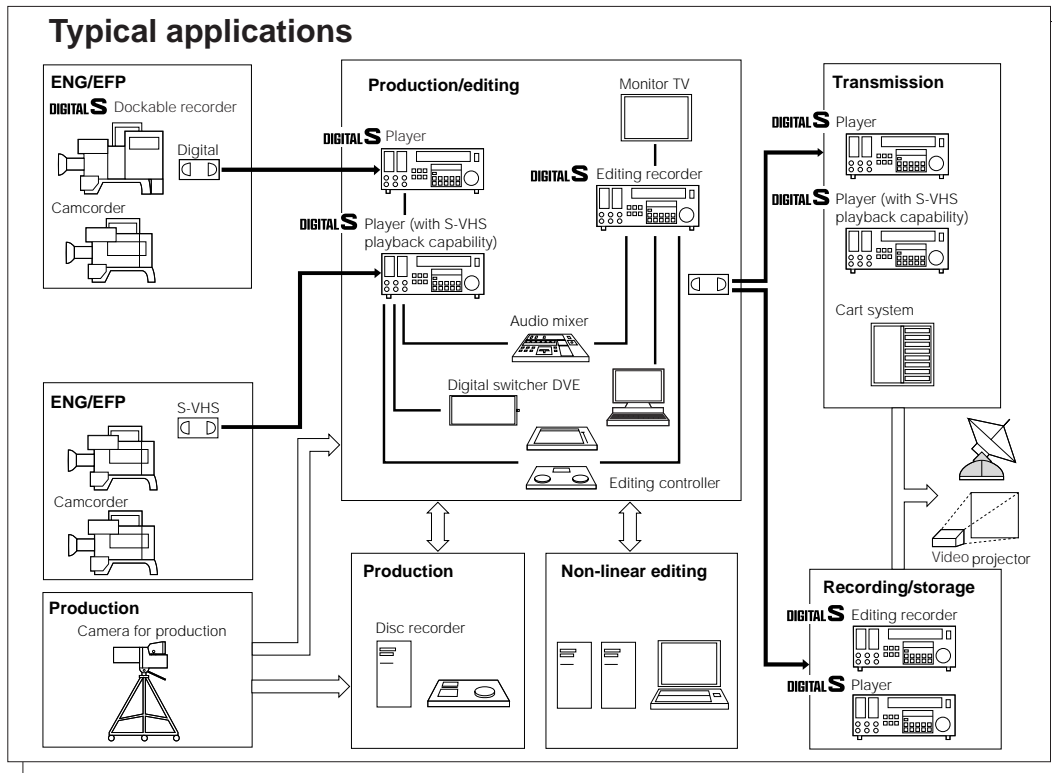 Typical applications
ENG/EFP
DIGITAL S Dockable recorder
Digital
Camcorder
ENG/EFP
S-VHS
Camcorder
Production
Camera for production
Production/editing
Monitor TV
DIGITAL S Player
DIGITAL S Editing recorder
DIGITAL S Player (with S-VHS
playback capability)
Audio mixer
Digital switcher DVE
Editing controller
Production
Disc recorder
Non-linear editing
Transmission
DIGITAL S Player
DIGITAL S Player (with S-VHS
playback capability)
Cart system
Video projector
Recording/storage
DIGITAL S Editing recorder
DIGITAL S Player